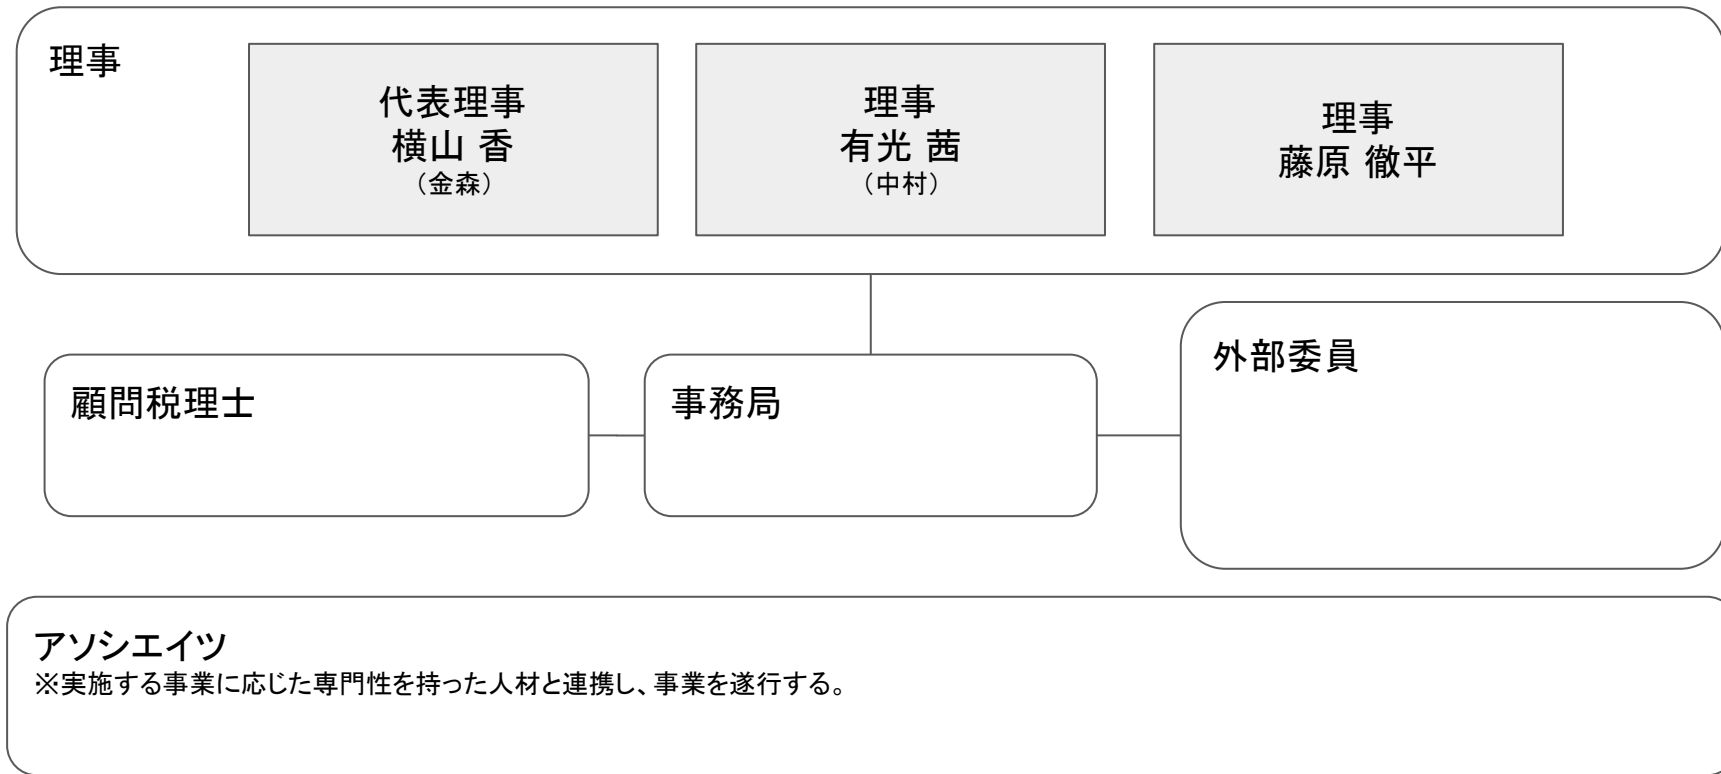 理事
代表理事
横山 香
（金森）
理事
有光 茜
（中村）
理事
藤原 徹平
顧問税理士
事務局
外部委員
アソシエイツ
※実施する事業に応じた専門性を持った人材と連携し、事業を遂行する。